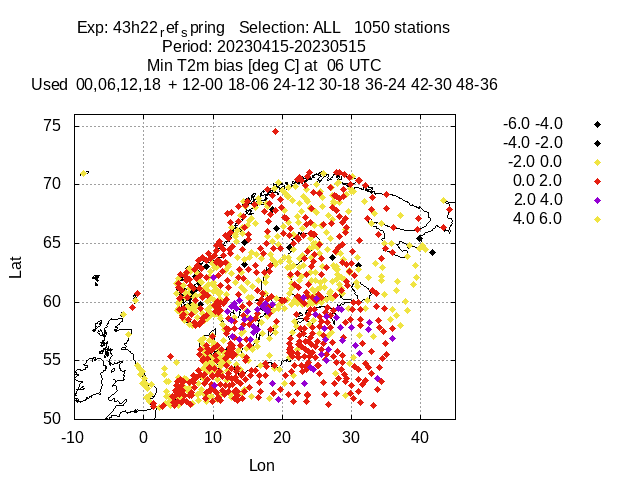 Exp: 43h22ref spring   Selection: ALL   1050 stations
Period: 20230415-20230515
Min T2m bias [deg C] at  06 UTC
Used  00,06,12,18  + 12-00 18-06 24-12 30-18 36-24 42-30 48-36
75
70
65
60
55
50
-10 0 10 20 30 40
Lat
Lon
-6.0 -4.0
-4.0 -2.0
-2.0 0.0
0.0 2.0
2.0 4.0
4.0 6.0